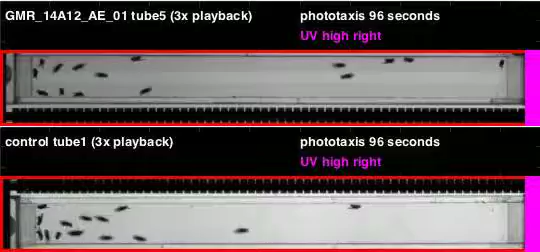 GMR_14A12_AE_01 tube5 (3x playback) phototaxis 96 seconds
UV high right
control tube1 (3x playback) phototaxis 96 seconds
UV high right